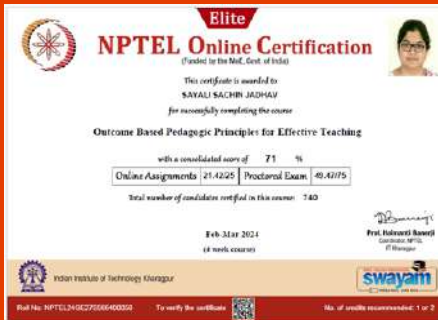 Elite
NPTEL Online Certification
(Funded by the MoE, Govt. of India)
This certificate is awarded to
SAYALI SACHIN JADHAV
for successfully completing the course
Outcome Based Pedagogic Principles for Effective Teaching
with a consolidated score of 71 %
Online Assignments 21.42/25 Proctored Exam 49.47/75
Total number of candidates certified in this course: 740
Feb-Mar 2024
(4 week course)
Prof. Haimanti Banerji
Coordinator, NPTEL
IIT Kharagpur
Indian Institute of Technology Kharagpur
swayam
Roll No: To verify the certificate No. of credits recommended: 1 or 2